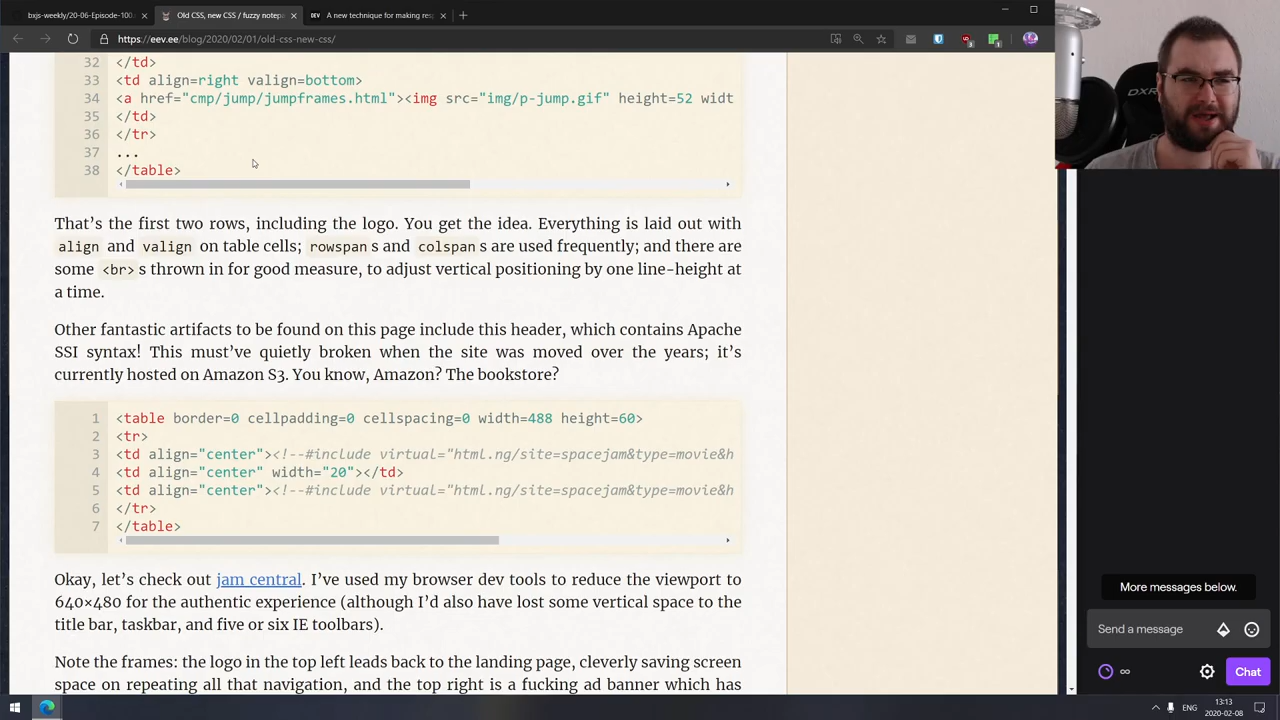 bxjs-weekly/20-06-Episode-100
Old CSS, new CSS / fuzzy notepa
DEV
A new technique for making res
https://eev.ee/blog/2020/02/01/old-css-new-css/
32 </td>
33 <td align=right valign=bottom>
34 <a href="cmp/jump/jumpframes.html"><img src="img/p-jump.gif" height=52 widt
35 </td>
36 </tr>
37 ...
38 </table>
That's the first two rows, including the logo. You get the idea. Everything is laid out with
align and valign on table cells; rowspan s and colspan s are used frequently; and there are
some <br> s thrown in for good measure, to adjust vertical positioning by one line-height at
a time.
Other fantastic artifacts to be found on this page include this header, which contains Apache
SSI syntax! This must've quietly broken when the site was moved over the years; it's
currently hosted on Amazon S3. You know, Amazon? The bookstore?
1 <table border=0 cellpadding=0 cellspacing=0 width=488 height=60>
2 <tr>
3 <td align="center"><!--#include virtual="html.ng/site=spacejam&type=movie&h
4 <td align="center" width="20"></td>
5 <td align="center"><!--#include virtual="html.ng/site=spacejam&type=movie&h
6 </tr>
7 </table>
Okay, let's check out jam central. I've used my browser dev tools to reduce the viewport to
640×480 for the authentic experience (although I'd also have lost some vertical space to the
title bar, taskbar, and five or six IE toolbars).
Note the frames: the logo in the top left leads back to the landing page, cleverly saving screen
space on repeating all that navigation, and the top right is a fucking ad banner which has
DXR
More messages below.
Send a message
∞
Chat
ENG
13:13
2020-02-08